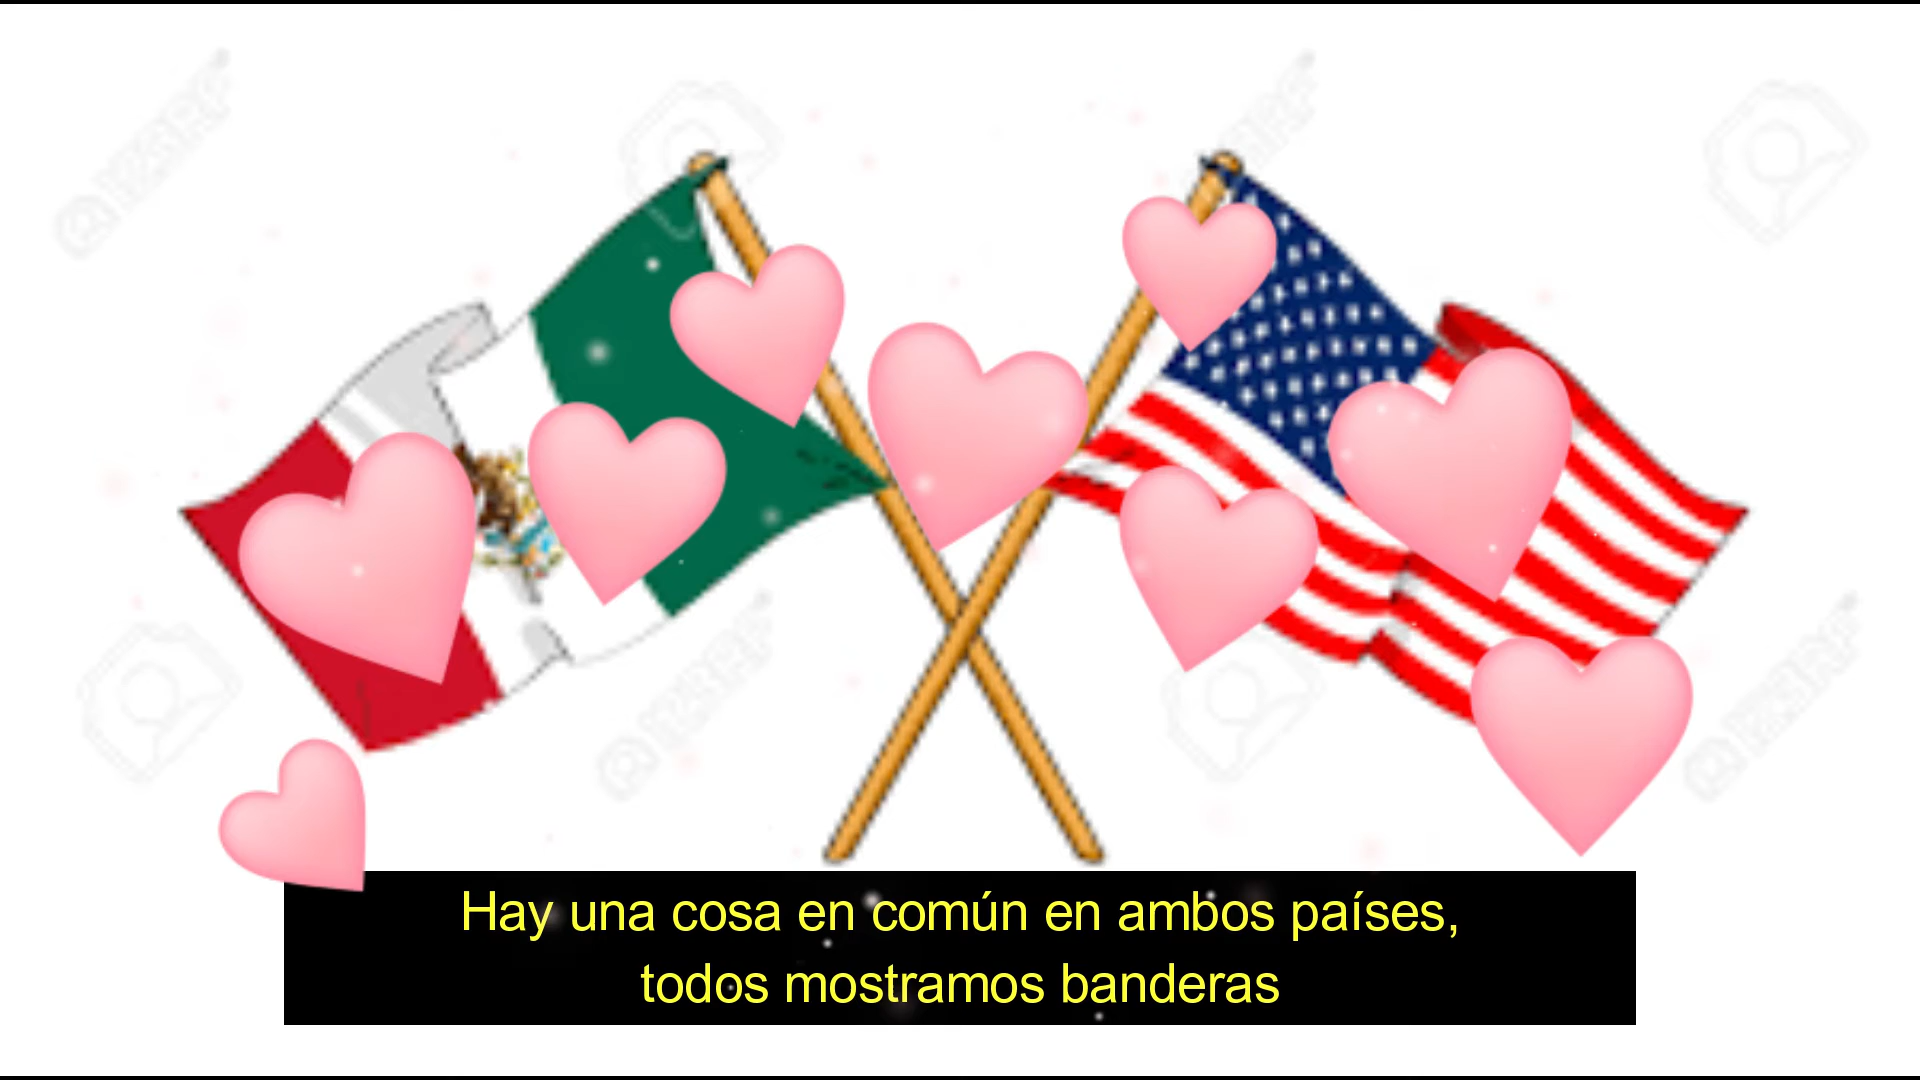 Hay una cosa en común en ambos países,
todos mostramos banderas